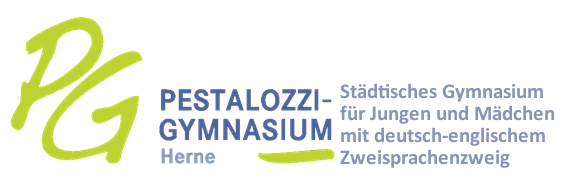 PG
PESTALOZZI-
GYMNASIUM
Herne
Städtisches Gymnasium
für Jungen und Mädchen
mit deutsch-englischem
Zweisprachenzweig